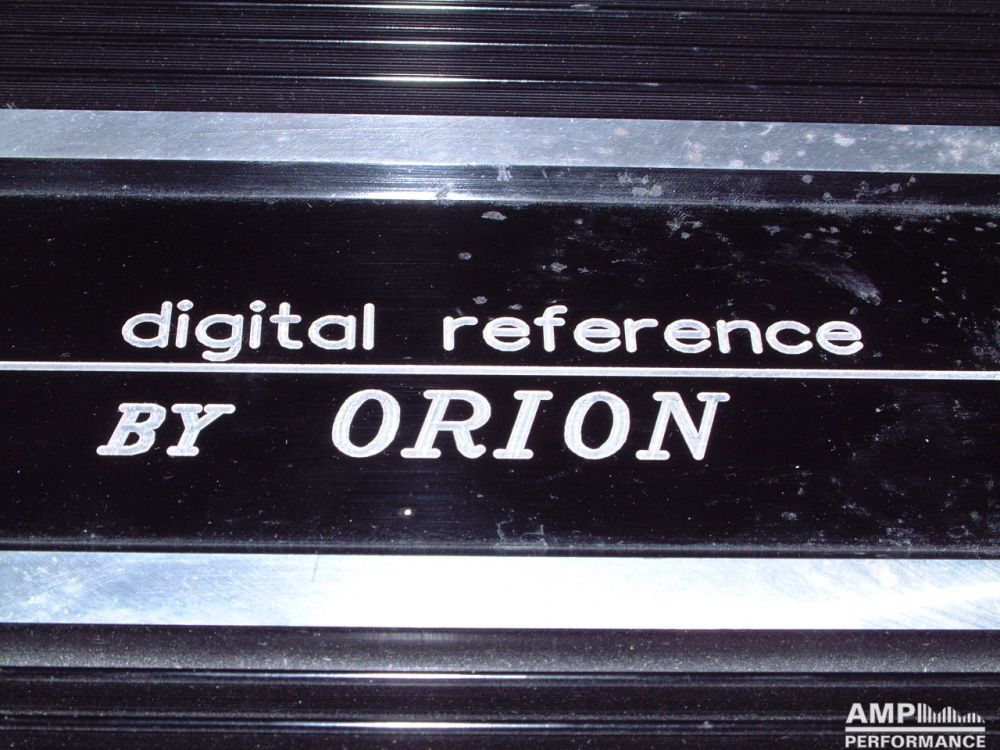 digital reference
BY ORION
AMP
PERFORMANCE